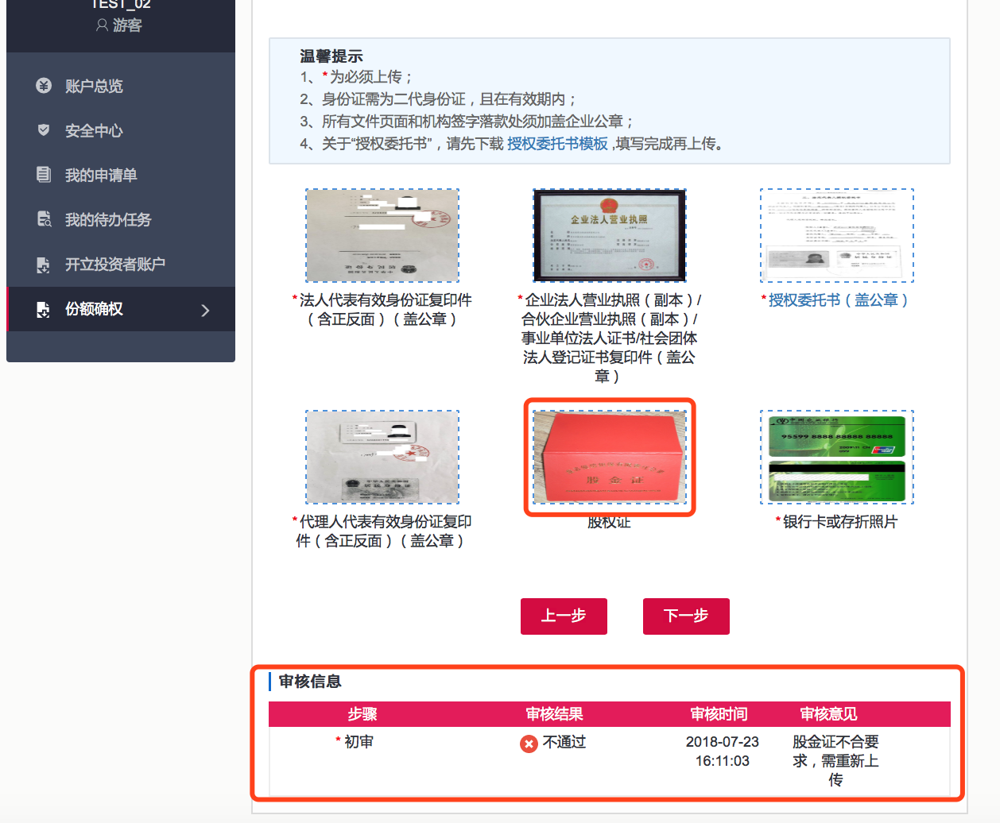 TEST_02
游客
账户总览
安全中心
我的申请单
我的待办任务
开立投资者账户
份额确权
温馨提示
1、*为必须上传；
2、身份证需为二代身份证，且在有效期内；
3、所有文件页面和机构签字落款处须加盖企业公章；
4、关于“授权委托书”，请先下载 授权委托书模板 ,填写完成再上传。
企业法人营业执照
*法人代表有效身份证复印件
（含正反面）（盖公章）
*企业法人营业执照（副本）/
合伙企业营业执照（副本）/
事业单位法人证书/社会团体
法人登记证书复印件（盖公
章）
*授权委托书（盖公章）
股金证
95599 8888 88888 88888
*代理人代表有效身份证复印
件（含正反面）（盖公章）
股权证
*银行卡或存折照片
上一步
下一步
审核信息
步骤 审核结果 审核时间 审核意见
*初审 不通过 2018-07-23 股金证不合要
16:11:03 求，需重新上
传